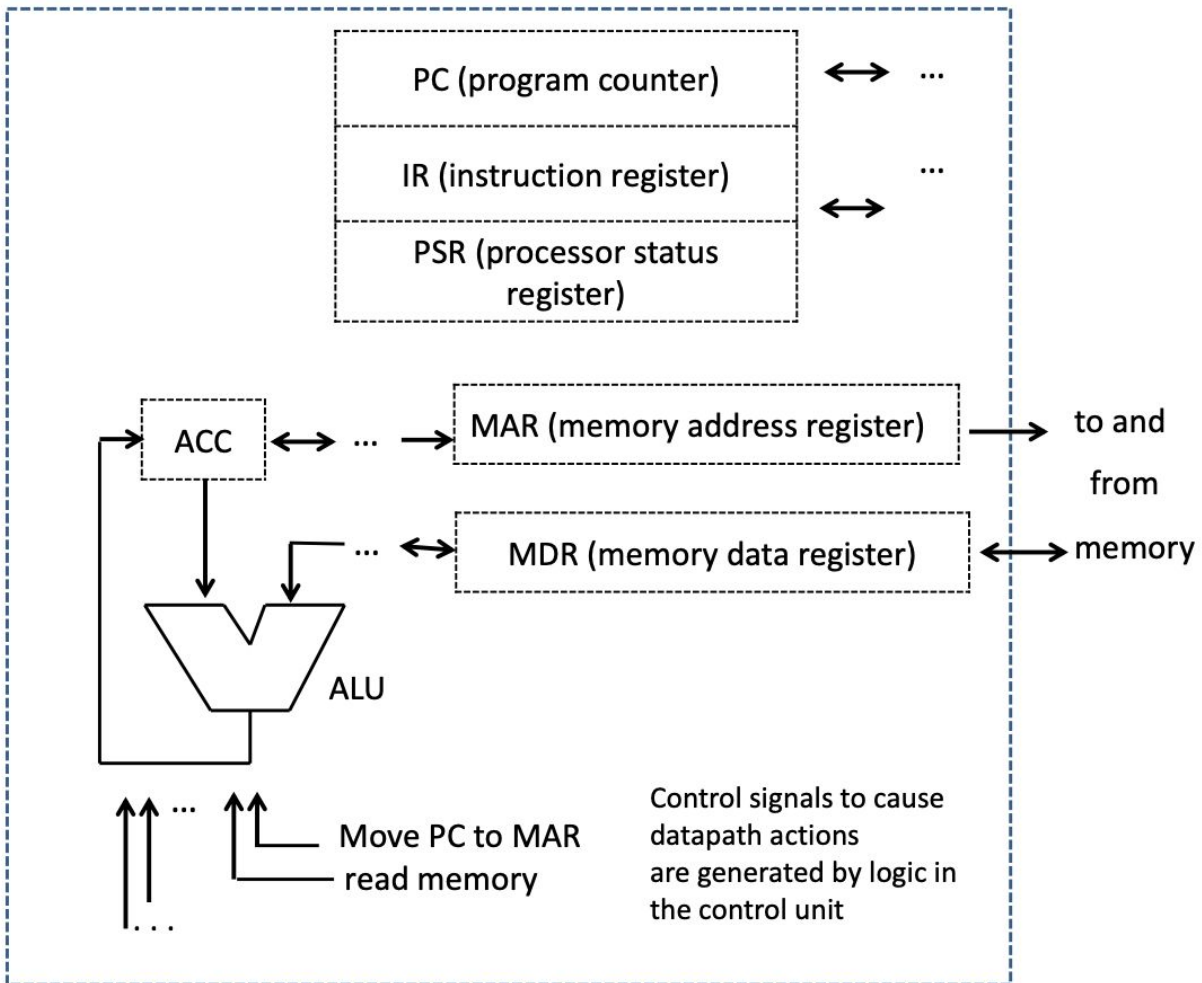 PC (program counter)
...
IR (instruction register)
...
PSR (processor status
register)
ACC
...
MAR (memory address register)
to and
from
memory
...
MDR (memory data register)
ALU
...
Move PC to MAR
read memory
. . .
Control signals to cause
datapath actions
are generated by logic in
the control unit